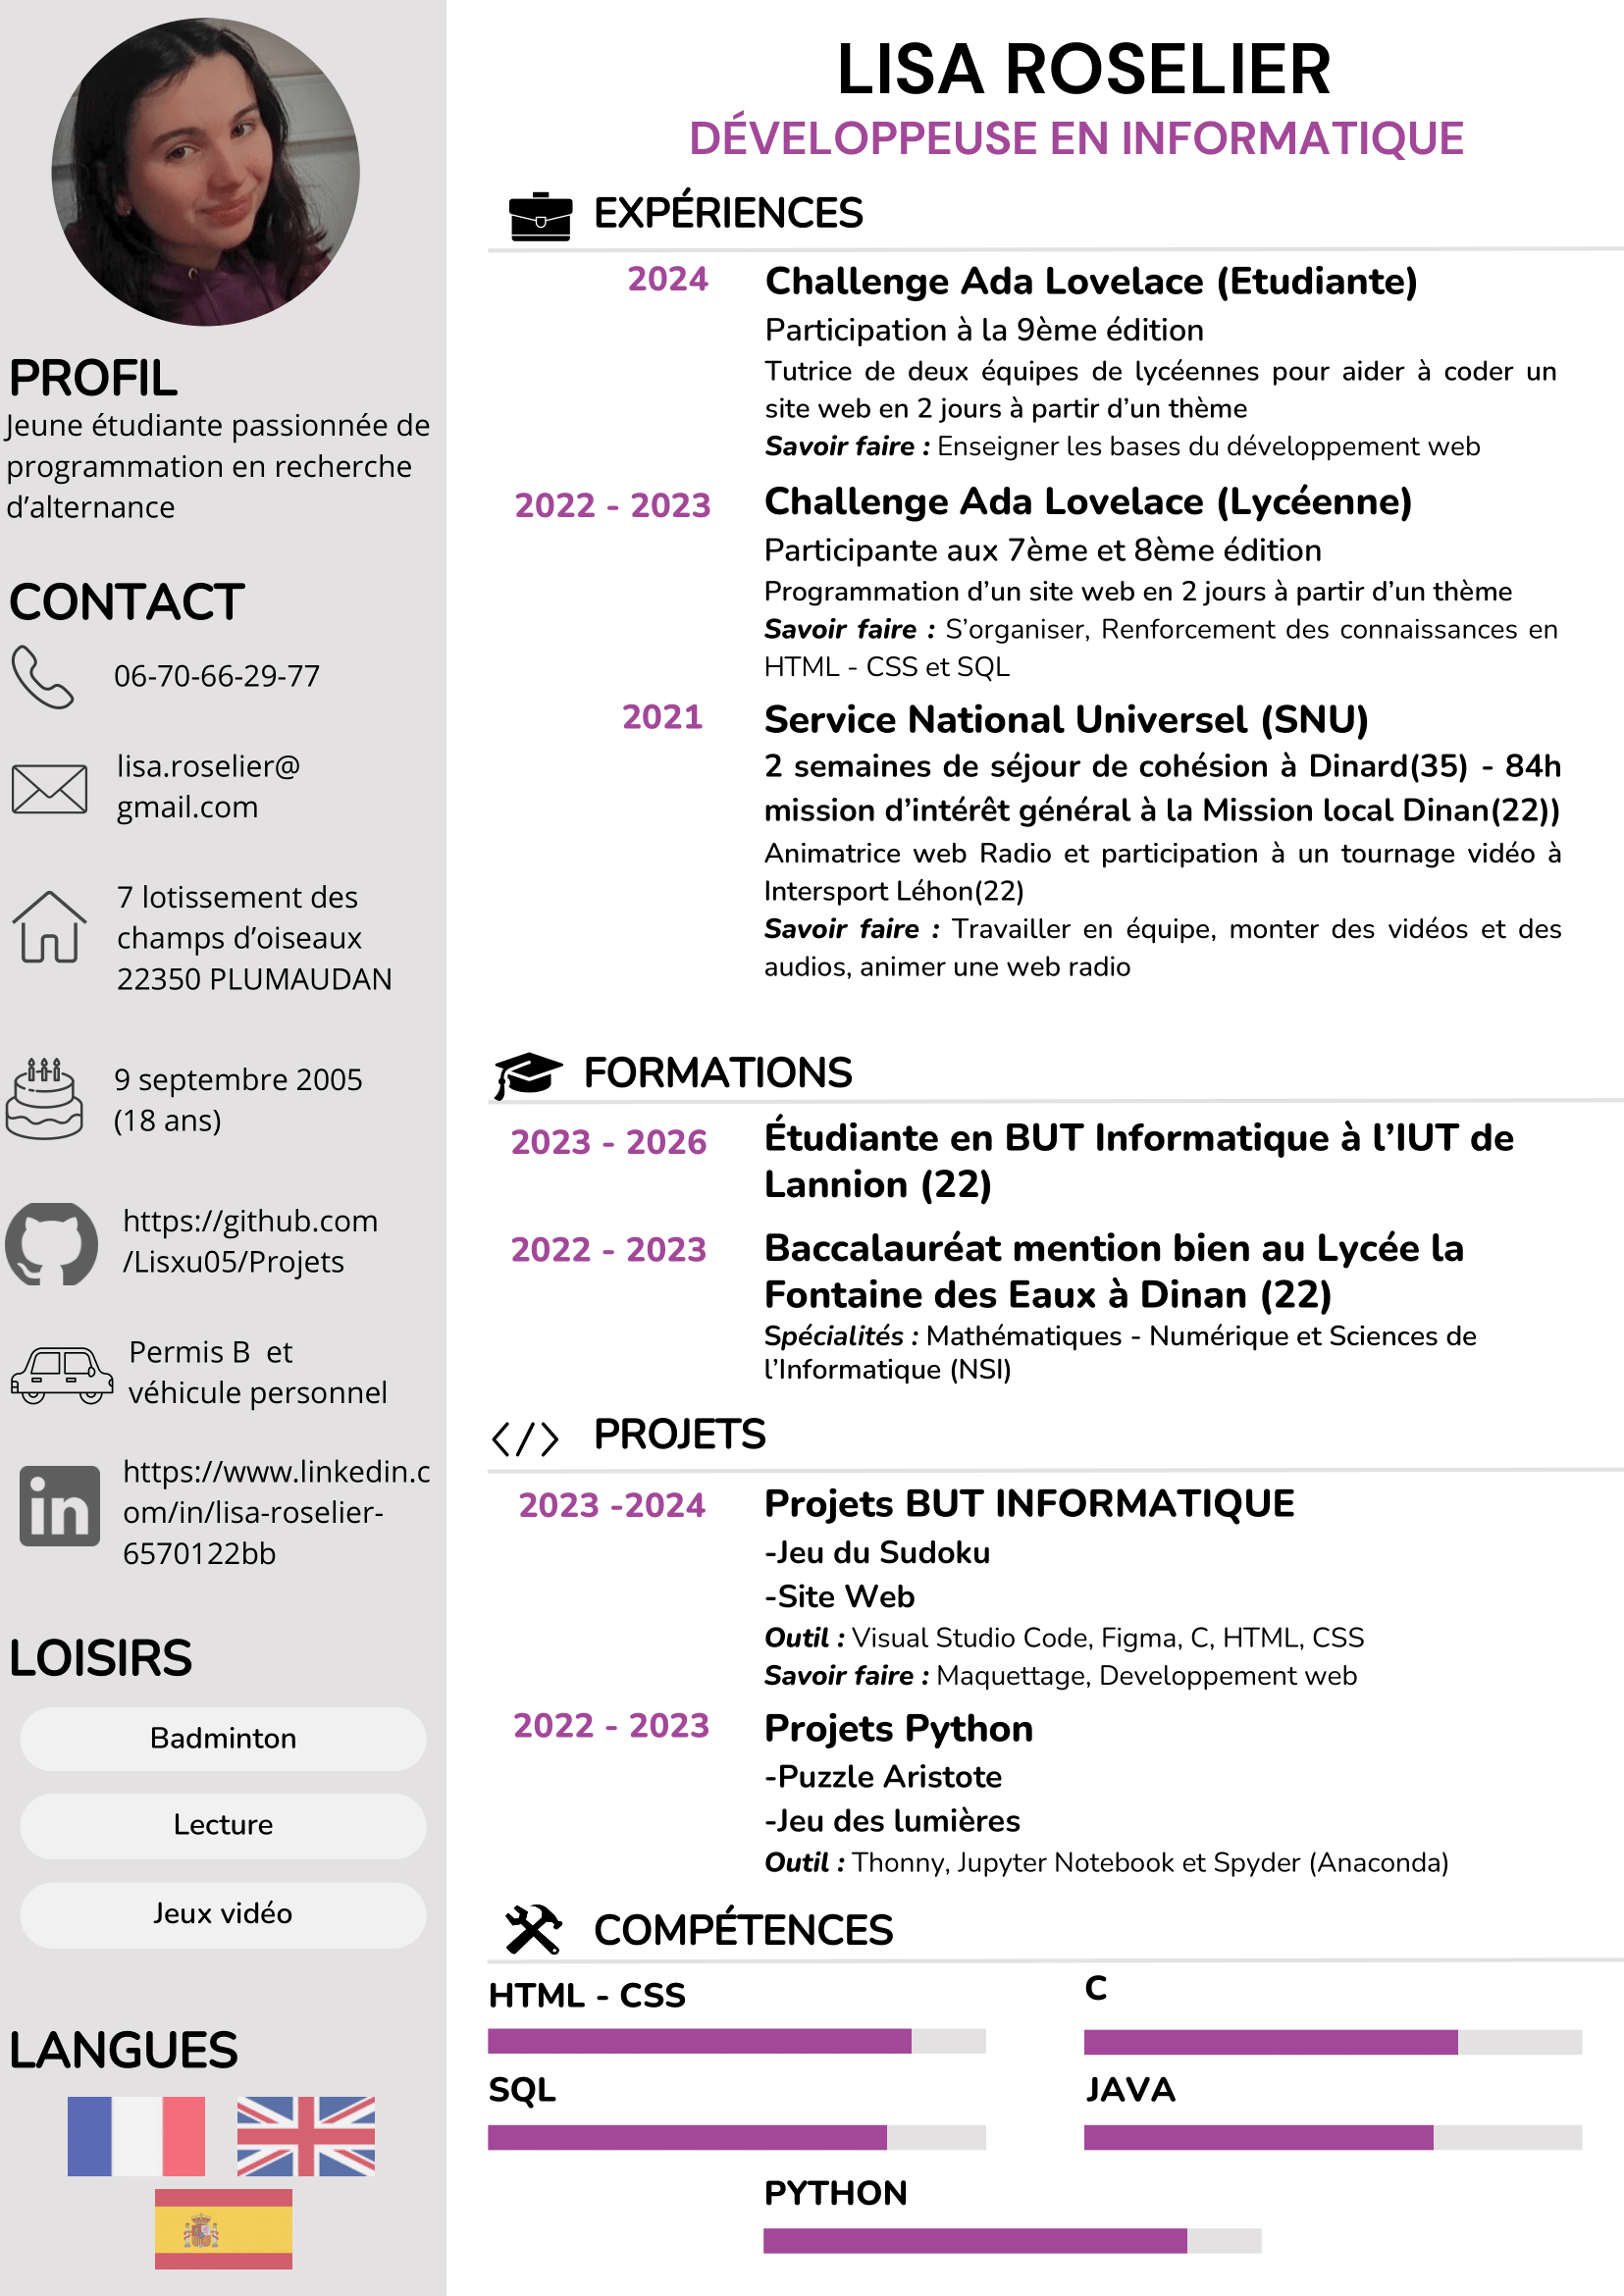 PROFIL
Jeune étudiante passionnée de
programmation en recherche
d’alternance
CONTACT
06-70-66-29-77
lisa.roselier@
gmail.com
7 lotissement des
champs d’oiseaux
22350 PLUMAUDAN
9 septembre 2005
(18 ans)
https://github.com
/Lisxu05/Projets
Permis B  et
véhicule personnel
in
https://www.linkedin.c
om/in/lisa-roselier-
6570122bb
LOISIRS
Badminton
Lecture
Jeux vidéo
LANGUES
LISA ROSELIER
DÉVELOPPEUSE EN INFORMATIQUE
EXPÉRIENCES
2024
Challenge Ada Lovelace (Etudiante)
Participation à la 9ème édition
Tutrice de deux équipes de lycéennes pour aider à coder un
site web en 2 jours à partir d’un thème
Savoir faire : Enseigner les bases du développement web
2022 - 2023
Challenge Ada Lovelace (Lycéenne)
Participante aux 7ème et 8ème édition
Programmation d’un site web en 2 jours à partir d’un thème
Savoir faire : S’organiser, Renforcement des connaissances en
HTML - CSS et SQL
2021
Service National Universel (SNU)
2 semaines de séjour de cohésion à Dinard(35) - 84h
mission d’intérêt général à la Mission local Dinan(22))
Animatrice web Radio et participation à un tournage vidéo à
Intersport Léhon(22)
Savoir faire : Travailler en équipe, monter des vidéos et des
audios, animer une web radio
FORMATIONS
2023 - 2026
Étudiante en BUT Informatique à l’IUT de
Lannion (22)
2022 - 2023
Baccalauréat mention bien au Lycée la
Fontaine des Eaux à Dinan (22)
Spécialités : Mathématiques - Numérique et Sciences de
l’Informatique (NSI)
</> PROJETS
2023 -2024
Projets BUT INFORMATIQUE
-Jeu du Sudoku
-Site Web
Outil : Visual Studio Code, Figma, C, HTML, CSS
Savoir faire : Maquettage, Developpement web
2022 - 2023
Projets Python
-Puzzle Aristote
-Jeu des lumières
Outil : Thonny, Jupyter Notebook et Spyder (Anaconda)
COMPÉTENCES
HTML - CSS
C
SQL
JAVA
PYTHON